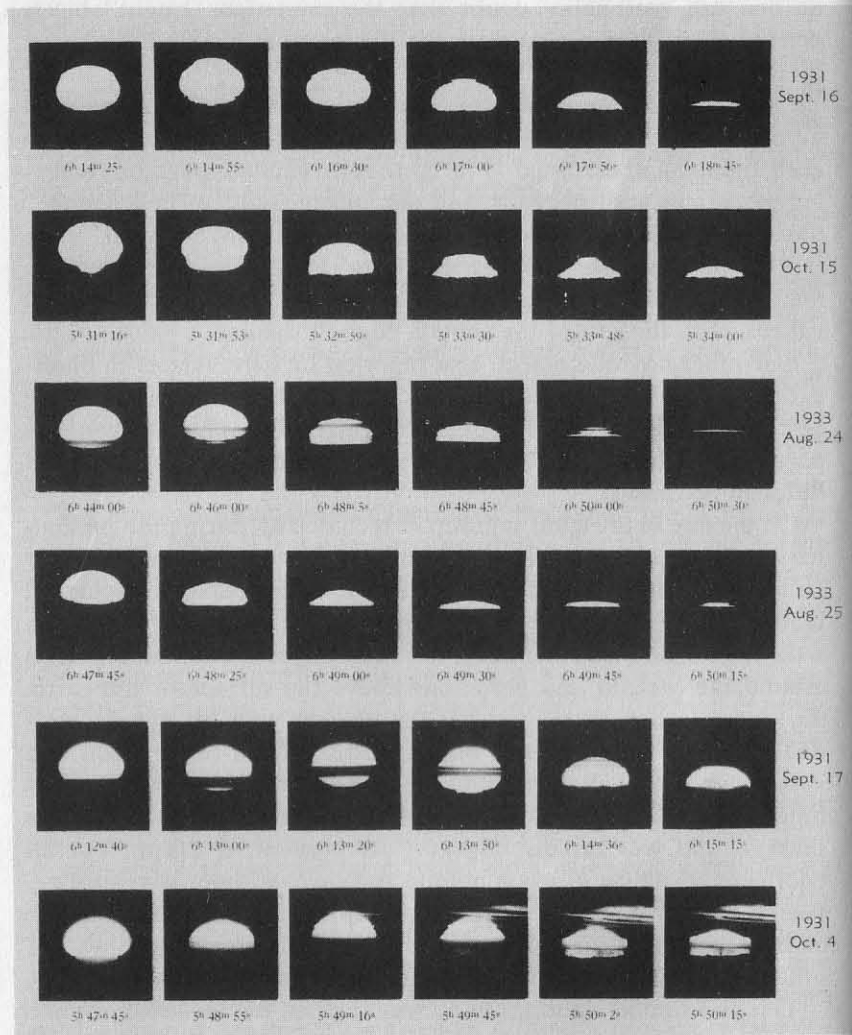 1931
Sept. 16
6h 14m 25s 6h 14m 55s 6h 16m 30s 6h 17m 00s 6h 17m 56s 6h 18m 45s
1931
Oct. 15
5h 31m 16s 5h 31m 53s 5h 32m 59s 5h 33m 30s 5h 33m 48s 5h 34m 00s
1933
Aug. 24
6h 44m 00s 6h 46m 00s 6h 48m 5s 6h 48m 45s 6h 50m 00s 6h 50m 30s
1933
Aug. 25
6h 47m 45s 6h 48m 25s 6h 49m 00s 6h 49m 30s 6h 49m 45s 6h 50m 15s
1931
Sept. 17
6h 12m 40s 6h 13m 00s 6h 13m 20s 6h 13m 50s 6h 14m 36s 6h 15m 15s
1931
Oct. 4
5h 47m 45s 5h 48m 55s 5h 49m 16s 5h 49m 45s 5h 50m 2s 5h 50m 15s